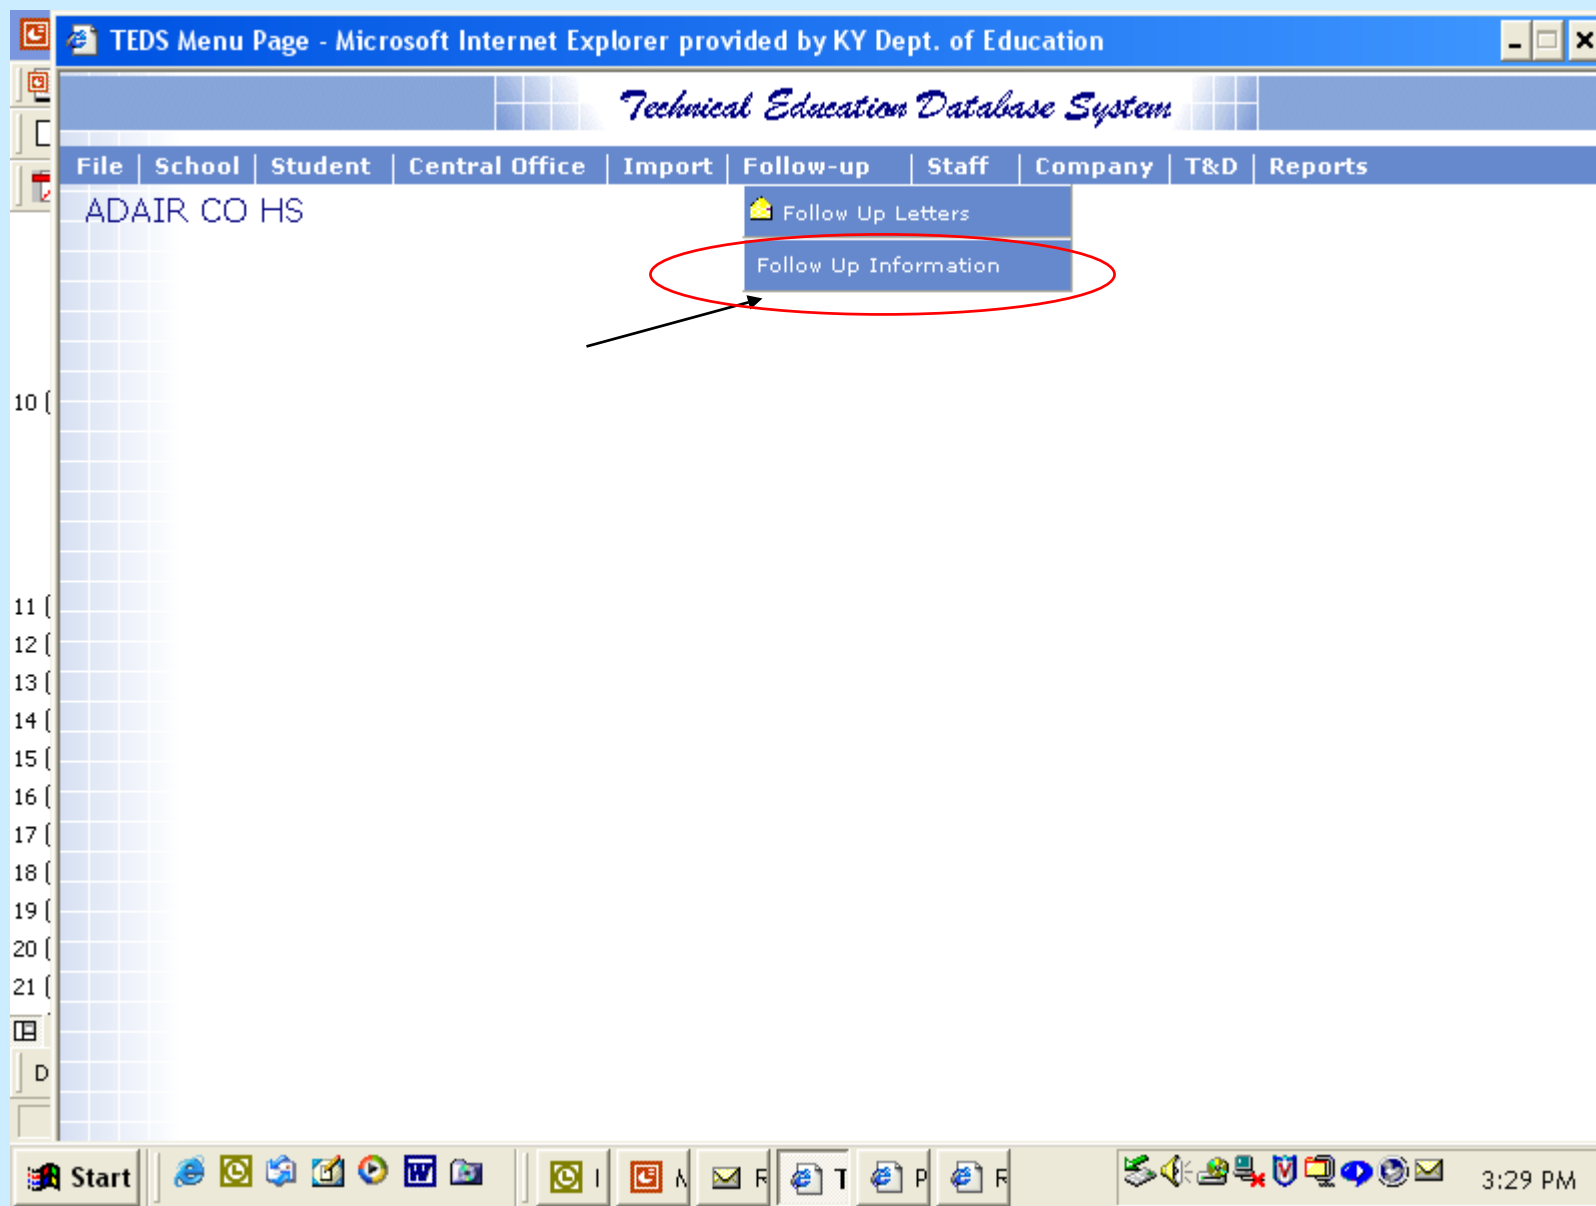 TEDS Menu Page - Microsoft Internet Explorer provided by KY Dept. of Education
Technical Education Database System
File | School | Student | Central Office | Import | Follow-up | Staff | Company | T&D | Reports
ADAIR CO HS
Follow Up Letters
Follow Up Information
10
11
12
13
14
15
16
17
18
19
20
21
D
Start I R T P F 3:29 PM